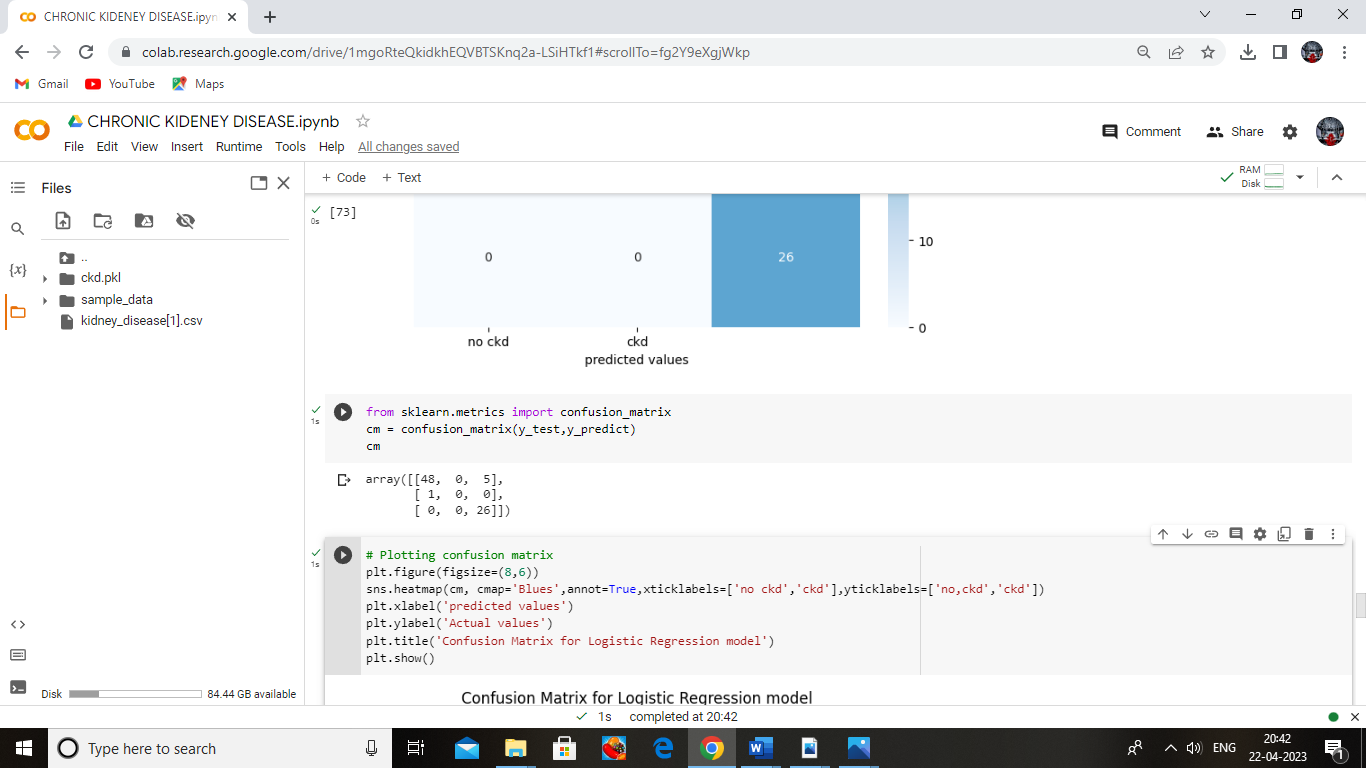 CHRONIC KIDENEY DISEASE.ipyn
colab.research.google.com/drive/1mgoRteQkidkhEQVBTSKnq2a-LSiHTkf1#scrollTo=fg2Y9eXgjWkp
Gmail YouTube Maps
CHRONIC KIDENEY DISEASE.ipynb
Comment Share
File Edit View Insert Runtime Tools Help All changes saved
Files
+ Code + Text
RAM
Disk
[73]
0s
10
0 0 26
0
no ckd ckd
predicted values
..
ckd.pkl
sample_data
kidney_disease[1].csv
{x}
1s
from sklearn.metrics import confusion_matrix
cm = confusion_matrix(y_test,y_predict)
cm
array([[48, 0, 5],
[ 1, 0, 0],
[ 0, 0, 26]])
1s
# Plotting confusion matrix
plt.figure(figsize=(8,6))
sns.heatmap(cm, cmap='Blues',annot=True,xticklabels=['no ckd','ckd'],yticklabels=['no,ckd','ckd'])
plt.xlabel('predicted values')
plt.ylabel('Actual values')
plt.title('Confusion Matrix for Logistic Regression model')
plt.show()
Confusion Matrix for Logistic Regression model
Disk 84.44 GB available
1s completed at 20:42
Type here to search
ENG
20:42
22-04-2023
1